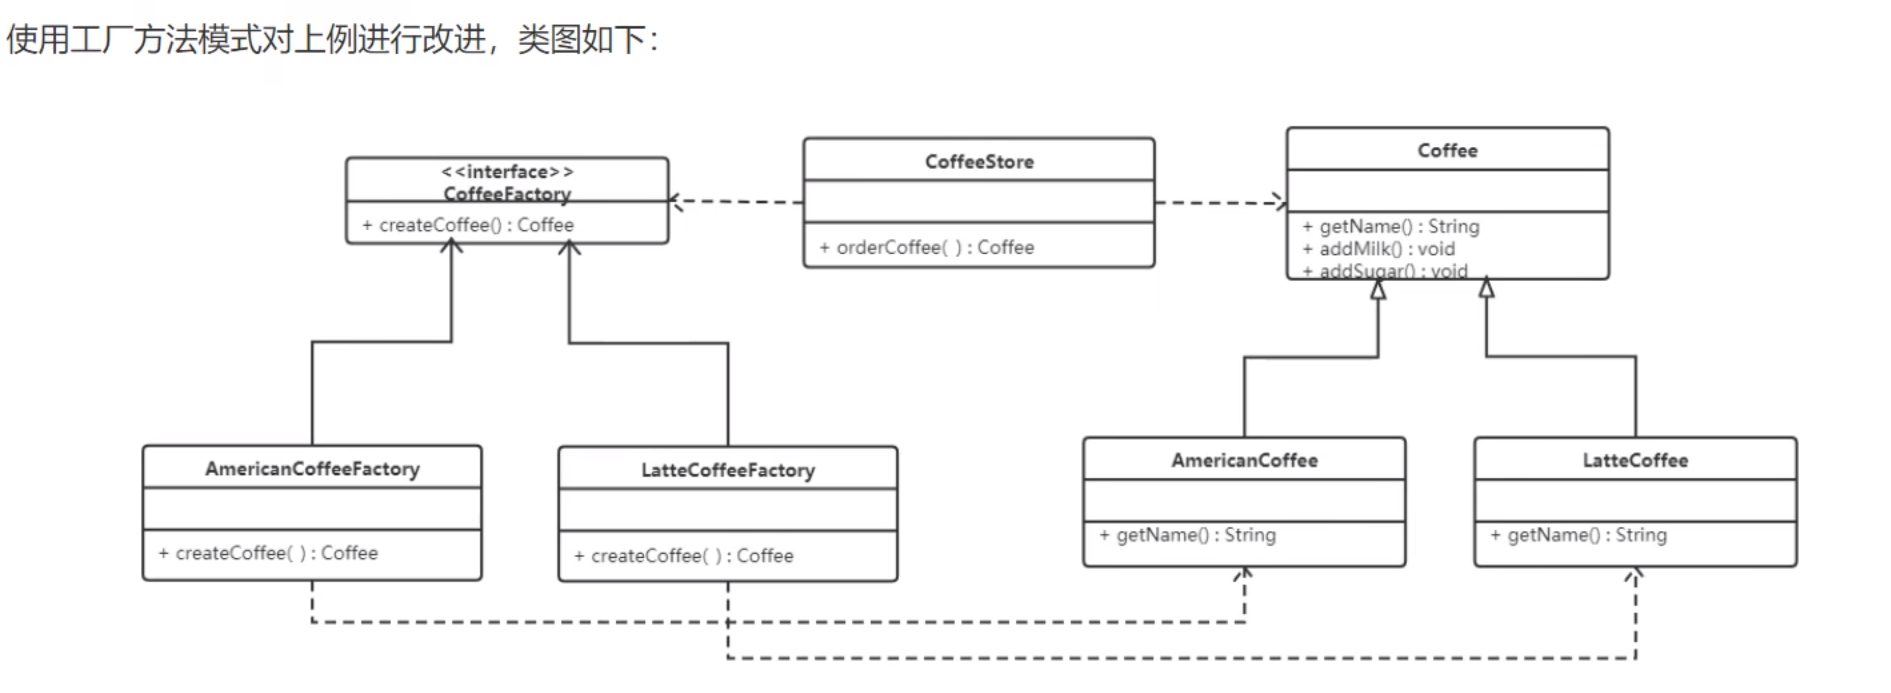 使用工厂方法模式对上例进行改进，类图如下：
<<interface>>
CoffeeFactory
+ createCoffee() : Coffee
CoffeeStore
+ orderCoffee( ) : Coffee
Coffee
+ getName() : String
+ addMilk() : void
+ addSugar() : void
AmericanCoffeeFactory
+ createCoffee( ) : Coffee
LatteCoffeeFactory
+ createCoffee( ) : Coffee
AmericanCoffee
+ getName() : String
LatteCoffee
+ getName() : String